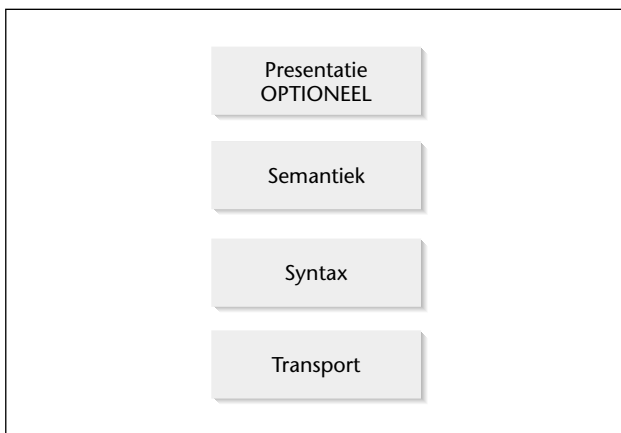 Presentatie
OPTIONEEL
Semantiek
Syntax
Transport